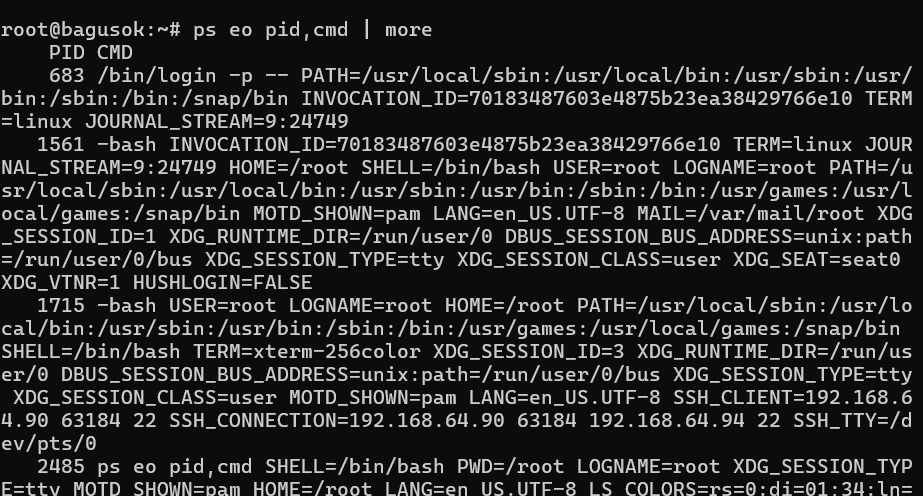 root@bagusok:~# ps eo pid,cmd | more
    PID CMD
    683 /bin/login -p -- PATH=/usr/local/sbin:/usr/local/bin:/usr/sbin:/usr/
bin:/sbin:/bin:/snap/bin INVOCATION_ID=70183487603e4875b23ea38429766e10 TERM
=linux JOURNAL_STREAM=9:24749
   1561 -bash INVOCATION_ID=70183487603e4875b23ea38429766e10 TERM=linux JOUR
NAL_STREAM=9:24749 HOME=/root SHELL=/bin/bash USER=root LOGNAME=root PATH=/u
sr/local/sbin:/usr/local/bin:/usr/sbin:/usr/bin:/sbin:/bin:/usr/games:/usr/l
ocal/games:/snap/bin MOTD_SHOWN=pam LANG=en_US.UTF-8 MAIL=/var/mail/root XDG
_SESSION_ID=1 XDG_RUNTIME_DIR=/run/user/0 DBUS_SESSION_BUS_ADDRESS=unix:path
=/run/user/0/bus XDG_SESSION_TYPE=tty XDG_SESSION_CLASS=user XDG_SEAT=seat0
XDG_VTNR=1 HUSHLOGIN=FALSE
   1715 -bash USER=root LOGNAME=root HOME=/root PATH=/usr/local/sbin:/usr/lo
cal/bin:/usr/sbin:/usr/bin:/sbin:/bin:/usr/games:/usr/local/games:/snap/bin
SHELL=/bin/bash TERM=xterm-256color XDG_SESSION_ID=3 XDG_RUNTIME_DIR=/run/us
er/0 DBUS_SESSION_BUS_ADDRESS=unix:path=/run/user/0/bus XDG_SESSION_TYPE=tty
 XDG_SESSION_CLASS=user MOTD_SHOWN=pam LANG=en_US.UTF-8 SSH_CLIENT=192.168.6
4.90 63184 22 SSH_CONNECTION=192.168.64.90 63184 192.168.64.94 22 SSH_TTY=/d
ev/pts/0
   2485 ps eo pid,cmd SHELL=/bin/bash PWD=/root LOGNAME=root XDG_SESSION_TYP
E=tty MOTD_SHOWN=pam HOME=/root LANG=en_US.UTF-8 LS_COLORS=rs=0:di=01;34:ln=